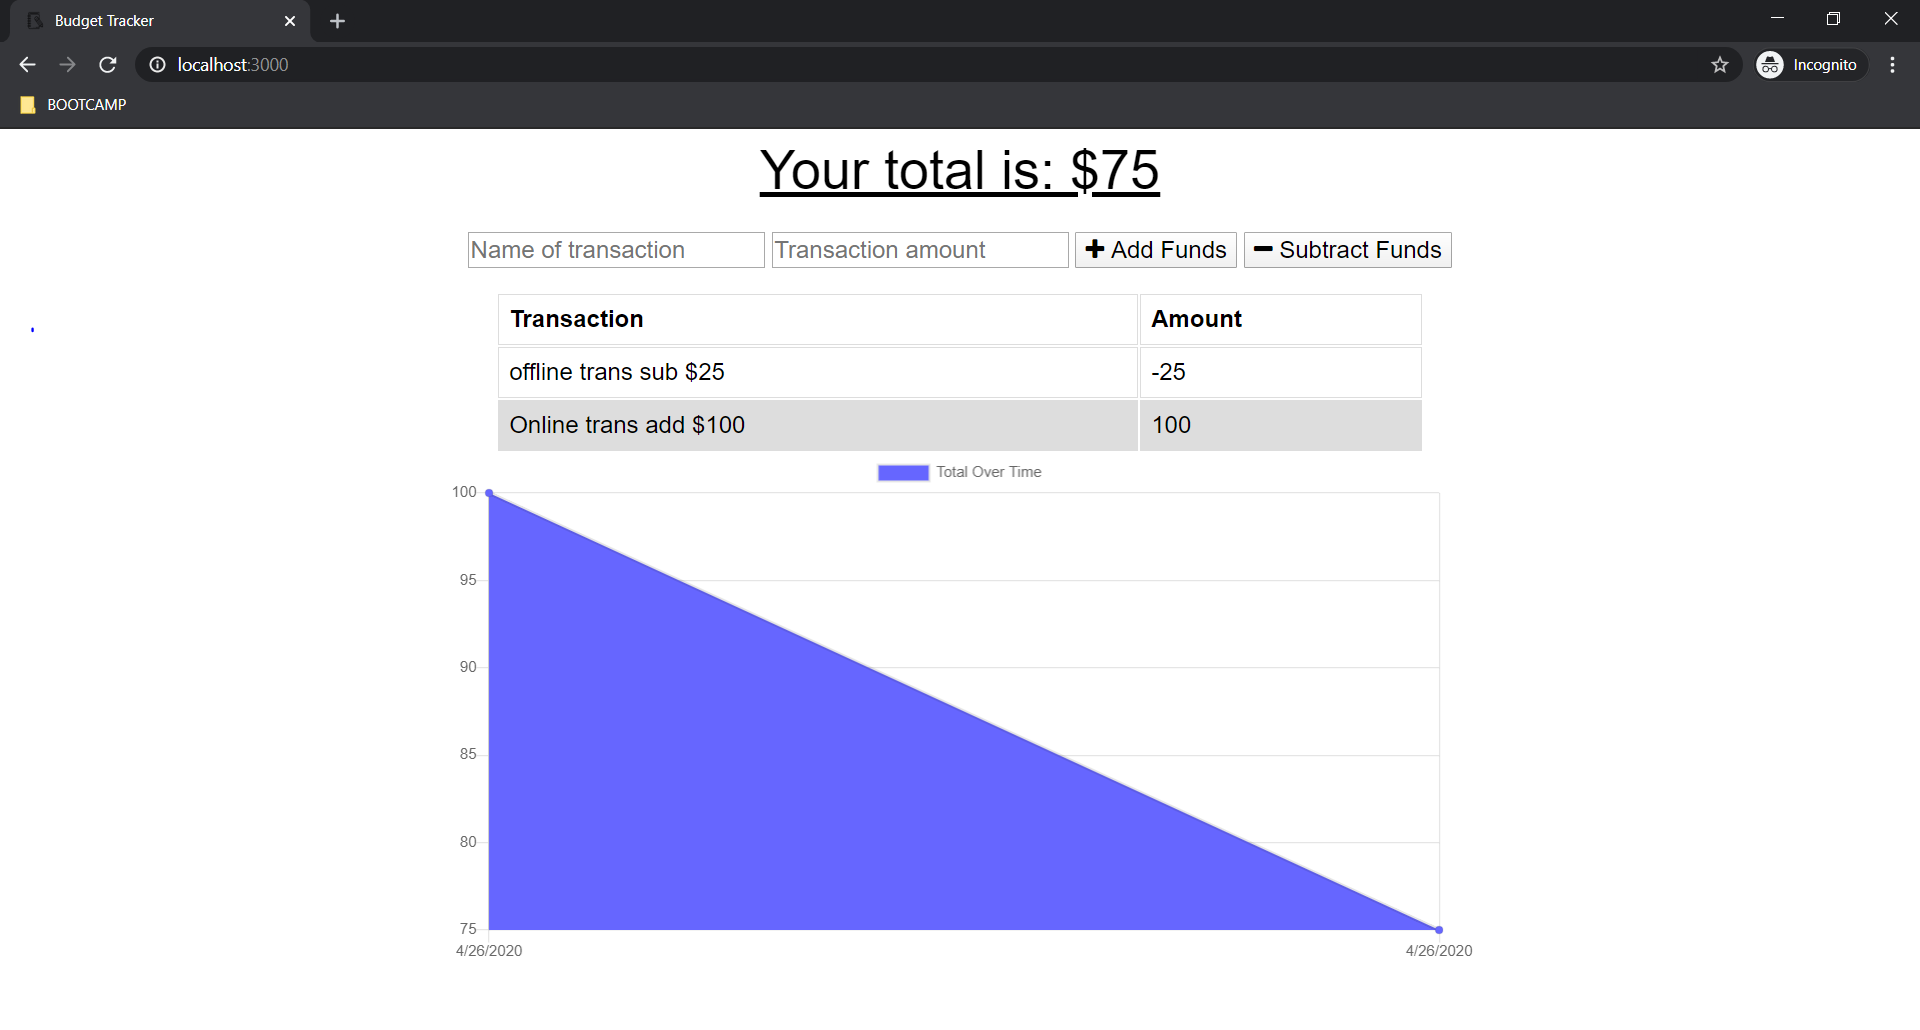 Budget Tracker
localhost:3000
Incognito
BOOTCAMP
Your total is: $75
Name of transaction Transaction amount Add Funds Subtract Funds
Transaction Amount
offline trans sub $25 -25
Online trans add $100 100
Total Over Time
100
95
90
85
80
75
4/26/2020 4/26/2020